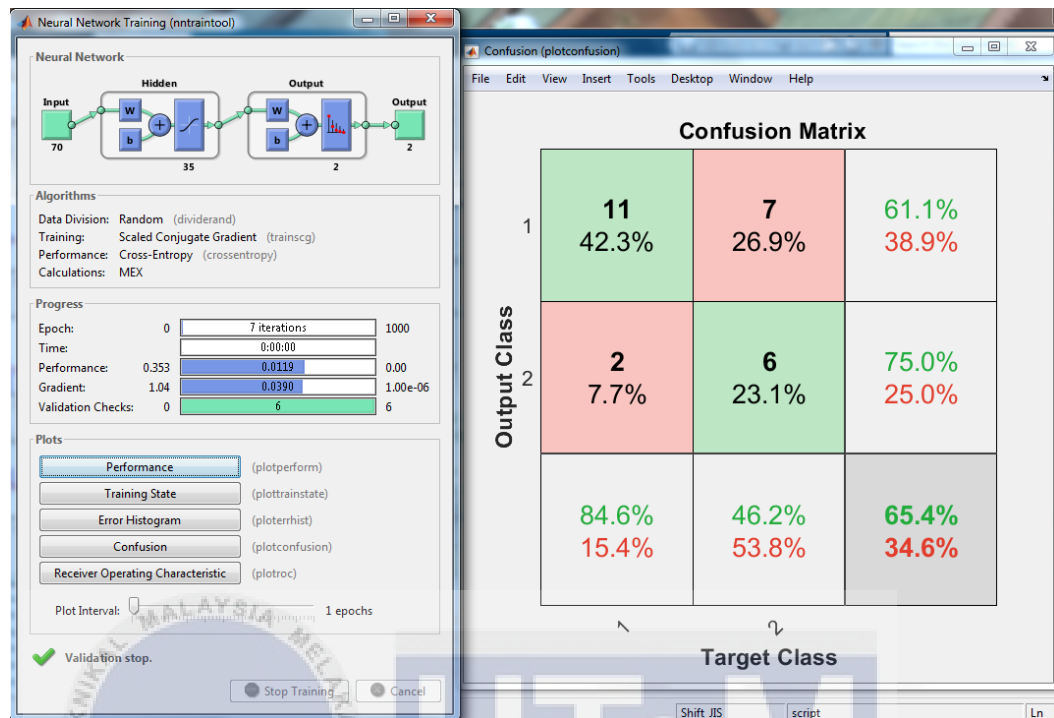 Neural Network Training (nntraintool)
Neural Network
Hidden
Output
Input
W
b
+
W
b
+
Output
70
35
2
2
Algorithms
Data Division: Random (dividerand)
Training: Scaled Conjugate Gradient (trainscg)
Performance: Cross-Entropy (crossentropy)
Calculations: MEX
Progress
Epoch: 0 7 iterations 1000
Time: 0:00:00
Performance: 0.353 0.0119 0.00
Gradient: 1.04 0.0390 1.00e-06
Validation Checks: 0 6 6
Plots
Performance (plotperform)
Training State (plottrainstate)
Error Histogram (ploterrhist)
Confusion (plotconfusion)
Receiver Operating Characteristic (plotroc)
Plot Interval: 1 epochs
Validation stop.
Stop Training Cancel
NIKAL MALAYSIA MELAK
Confusion (plotconfusion)
File Edit View Insert Tools Desktop Window Help
Confusion Matrix
Output Class
1
11 7 61.1%
42.3% 26.9% 38.9%
2
2 6 75.0%
7.7% 23.1% 25.0%
84.6% 46.2% 65.4%
15.4% 53.8% 34.6%
1 2
Target Class
Shift JIS script Ln